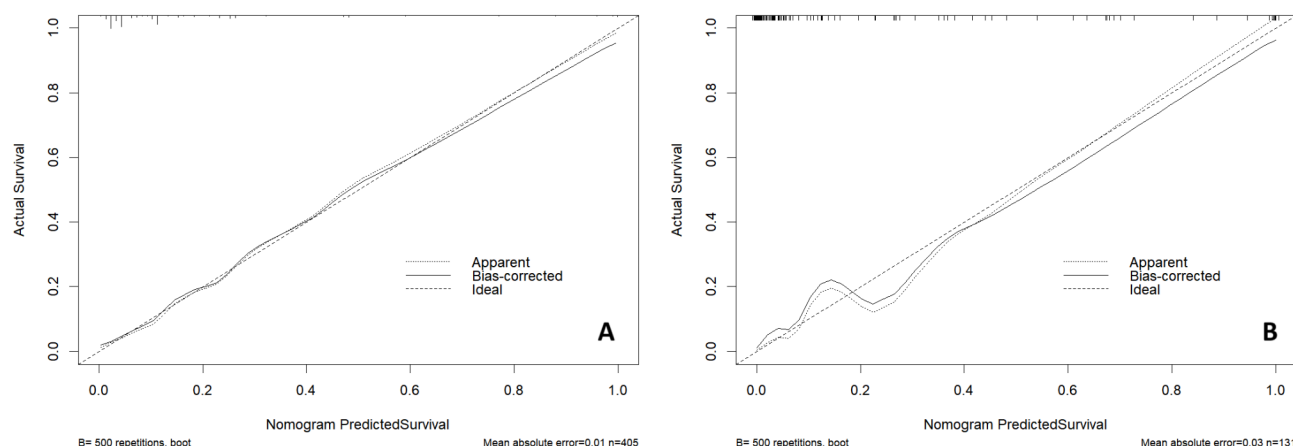 1.0
0.8
0.6
0.4
0.2
0.0
Actual Survival
Apparent
Bias-corrected
Ideal
A
0.0 0.2 0.4 0.6 0.8 1.0
Nomogram PredictedSurvival
B= 500 repetitions, boot
Mean absolute error=0.01 n=405
1.0
0.8
0.6
0.4
0.2
0.0
Actual Survival
Apparent
Bias-corrected
Ideal
B
0.0 0.2 0.4 0.6 0.8 1.0
Nomogram PredictedSurvival
B= 500 repetitions, boot
Mean absolute error=0.03 n=131